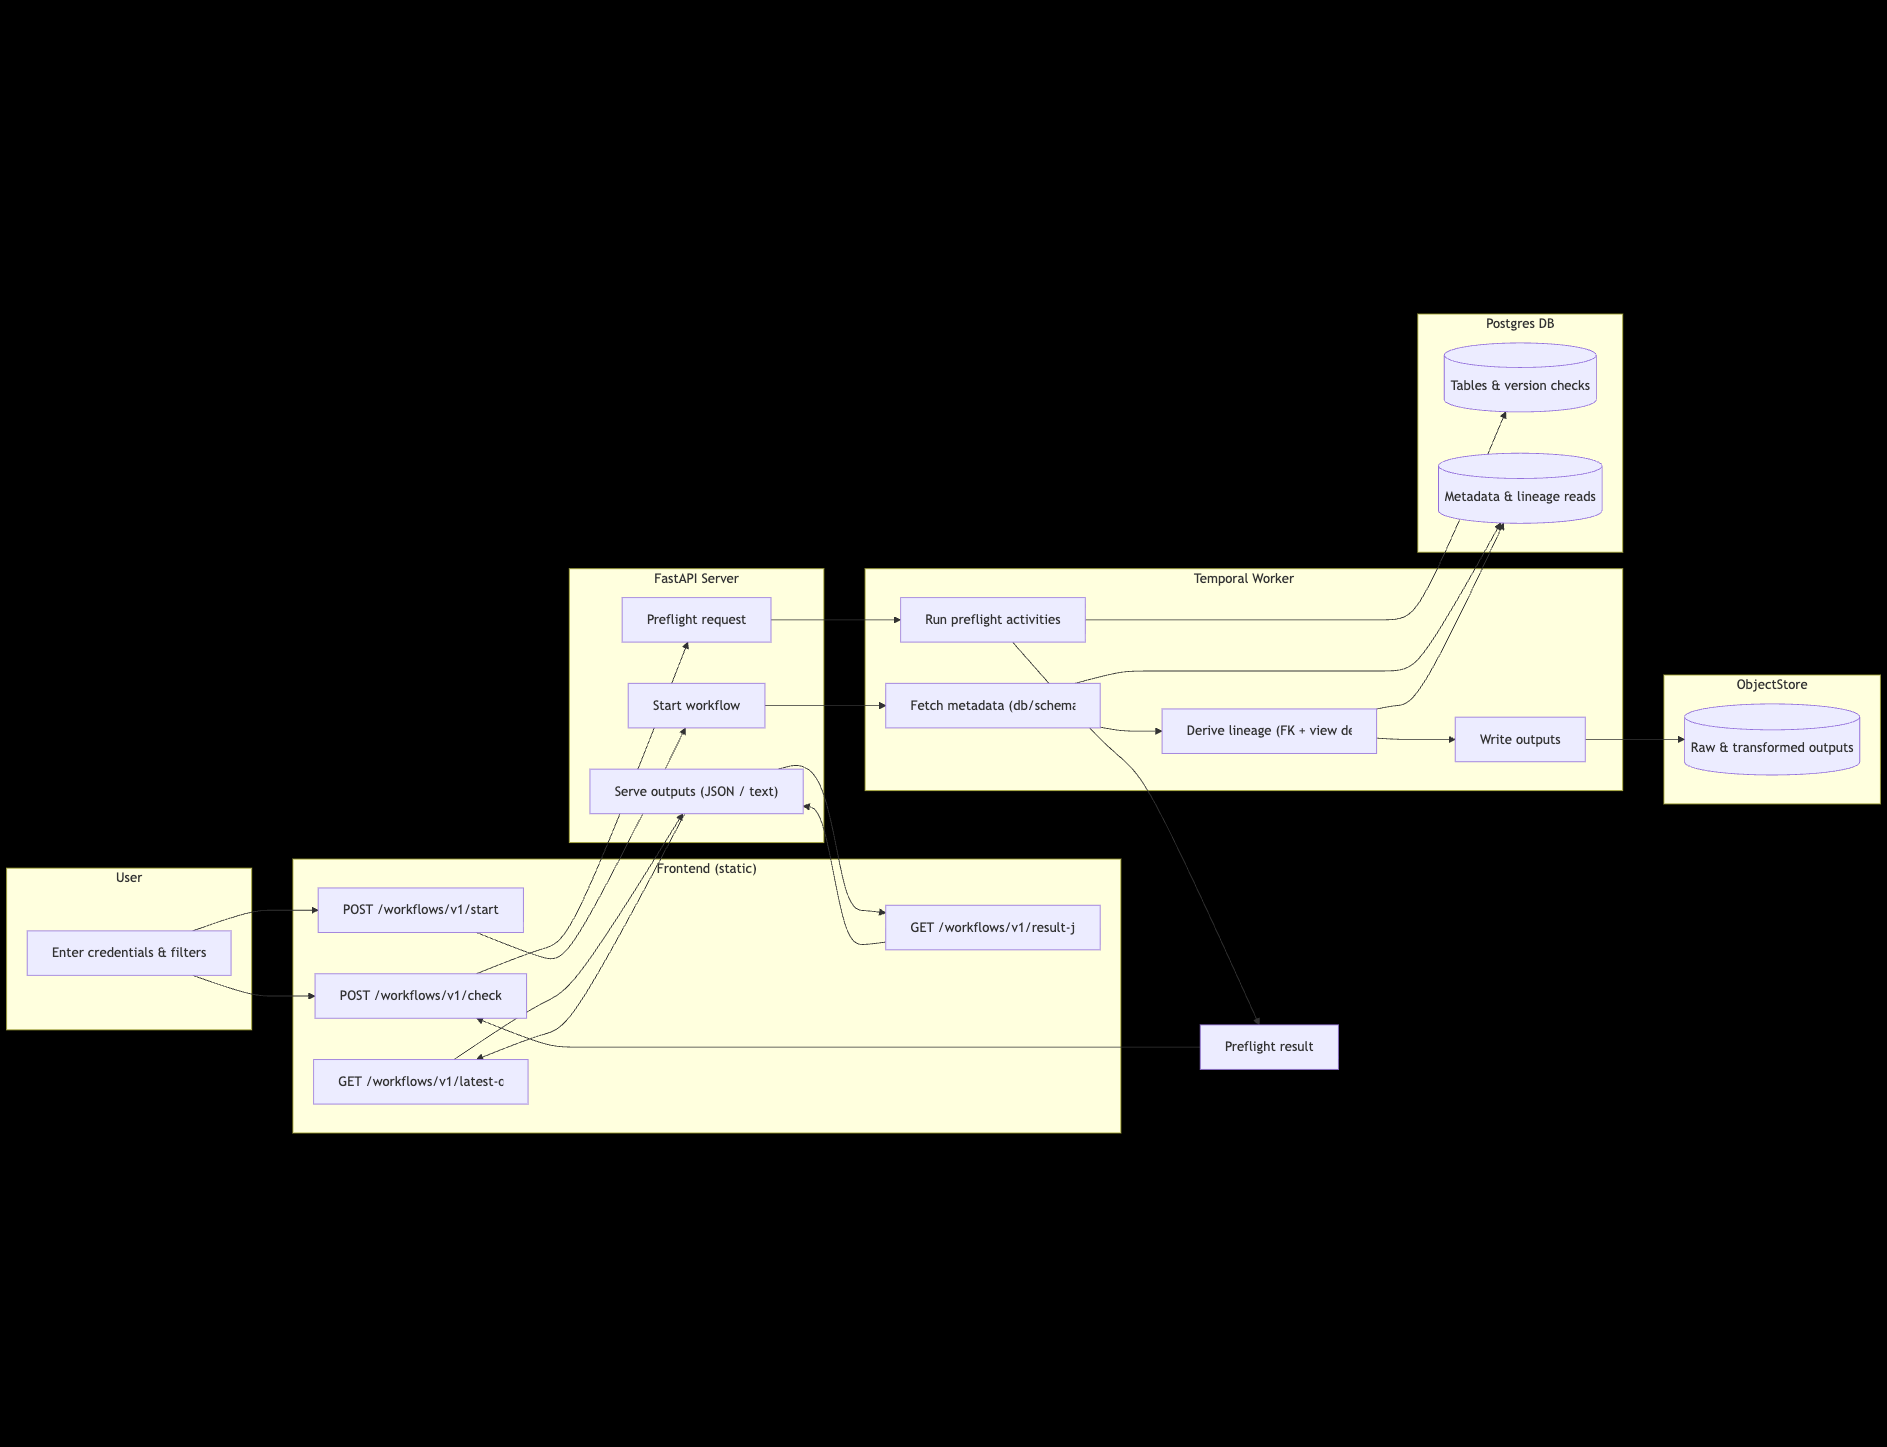 Postgres DB
Tables & version checks
Metadata & lineage reads
FastAPI Server
Preflight request
Start workflow
Serve outputs (JSON / text)
Temporal Worker
Run preflight activities
Fetch metadata (db/schema
Derive lineage (FK + view de
Write outputs
ObjectStore
Raw & transformed outputs
User
Enter credentials & filters
Frontend (static)
POST /workflows/v1/start
POST /workflows/v1/check
GET /workflows/v1/latest-c
GET /workflows/v1/result-j
Preflight result